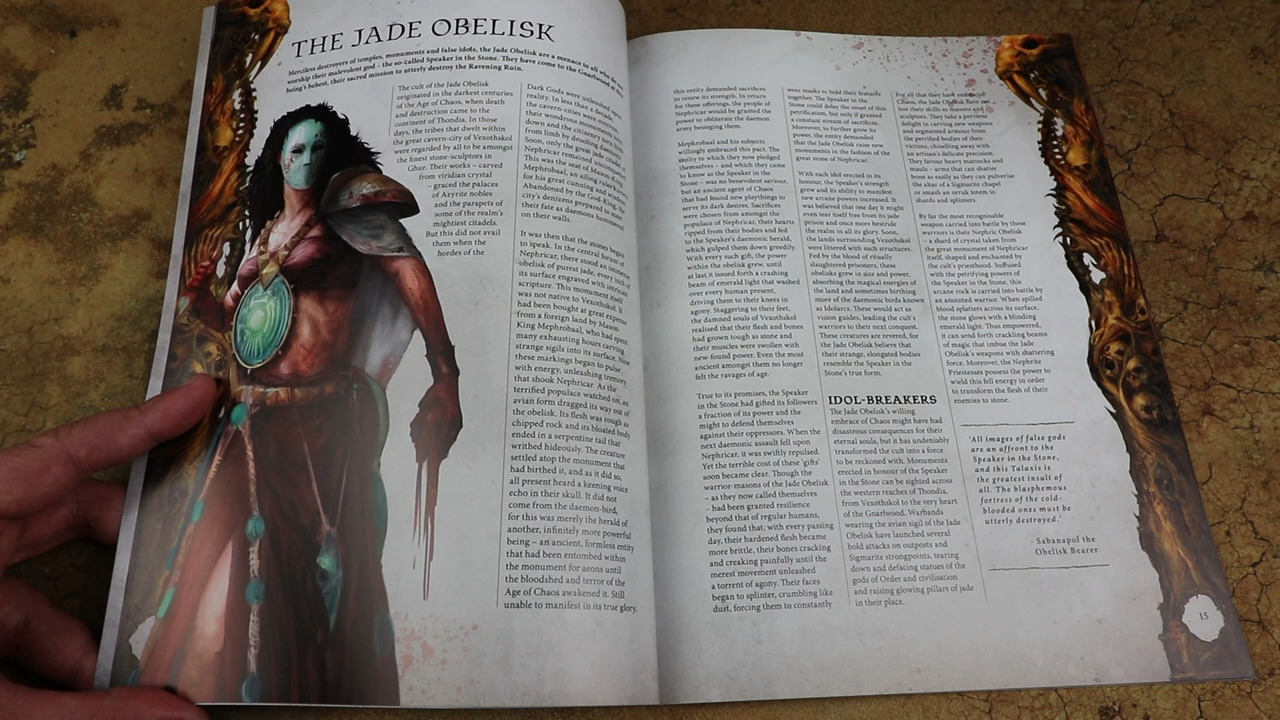 THE JADE OBELISK
Merciless destroyers of temples, monuments and false idols, the Jade Obelisk are a menace to all who do not
worship their malevolent god – the so-called Speaker in the Stone. They have come to the Gnarlwood at this
being's behest, their sacred mission to utterly destroy the Ravening Ruin.
The cult of the Jade Obelisk
originated in the darkest centuries
of the Age of Chaos, when death
and destruction came to the
continent of Thondia. In those
days, the tribes that dwelt within
the great cavern-city of Vexothskol
were regarded by all to be amongst
the finest stone-sculptors in
Ghur. Their works – carved
from viridian crystal
– graced the palaces
of Azyrite nobles
and the parapets of
some of the realm's
mightiest citadels.
But this did not avail
them when the
hordes of the
Dark Gods were unleashed upon
reality. In less than a
the cavern-cities were overrun,
their wondrous monuments
down and the citizenry torn limb
from limb by drooling daemons.
Soon, only the great jade citadel of
Nephricar remained unconquered.
This was the seat of Mason-King
Mephrobaal, an ailing ruler known
for his great cunning and wisdom.
Abandoned by the God-King, the
city's denizens prepared to meet
their fate as daemons hammered
on their walls.
It was then that the stones began
to speak. In the central forum of
Nephricar, there stood an immense
obelisk of purest jade, every inch of
its surface engraved with intricate
scripture. This monument itself
was not native to Vexothskol. It
had been bought at great expense
from a foreign land by Mason-
King Mephrobaal, who had spent
many exhausting hours carving
strange sigils into its surface. Now
these markings began to pulse
with energy, unleashing tremors
that shook Nephricar. As the
terrified populace watched on, an
avian form dragged its way out of
the obelisk. Its flesh was rough as
chipped rock and its bloated body
ended in a serpentine tail that
writhed hideously. The creature
settled atop the monument that
had birthed it, and as it did so,
all present heard a keening voice
echo in their skull. It did not
come from the daemon-bird,
for this was merely the herald of
another, infinitely more powerful
being – an ancient, formless entity
that had been entombed within
the monument for aeons until
the bloodshed and terror of the
Age of Chaos awakened it. Still
unable to manifest in its true glory,
this entity demanded sacrifices
to renew its strength. In return
for these offerings, the people of
Nephricar would be granted the
power to obliterate the daemon
army besieging them.
Mephrobaal and his subjects
willingly embraced this pact. The
entity to which they now pledged
themselves – and which they came
to know as the Speaker in the
Stone – was no benevolent saviour,
but an ancient agent of Chaos
that had found new playthings to
serve its dark desires. Sacrifices
were chosen from amongst the
populace of Nephricar, their hearts
ripped from their bodies and fed
to the Speaker's daemonic herald,
which gulped them down greedily.
With every such gift, the power
within the obelisk grew, until
at last it issued forth a crashing
beam of emerald light that washed
over every human present,
driving them to their knees in
agony. Staggering to their feet,
the damned souls of Vexothskol
realised that their flesh and bones
had grown tough as stone and
their muscles were swollen with
new-found power. Even the most
ancient amongst them no longer
felt the ravages of age.
True to its promises, the Speaker
in the Stone had gifted its followers
a fraction of its power and the
might to defend themselves
against their oppressors. When the
next daemonic assault fell upon
Nephricar, it was swiftly repulsed.
Yet the terrible cost of these 'gifts'
soon became clear. Though the
warrior-masons of the Jade Obelisk
– as they now called themselves
– had been granted resilience
beyond that of regular humans,
they found that, with every passing
day, their hardened flesh became
more brittle, their bones cracking
and creaking painfully until the
merest movement unleashed
a torrent of agony. Their faces
began to splinter, crumbling like
dust, forcing them to constantly
wear masks to hold their features
together. The Speaker in the
Stone could delay the onset of this
petrification, but only if granted
a constant stream of sacrifices.
Moreover, to further grow its
power, the entity demanded
that the Jade Obelisk raise new
monuments in the fashion of the
great stone of Nephricar.
With each idol erected in its
honour, the Speaker's strength
grew and its ability to manifest
new arcane powers increased. It
was believed that one day it might
even tear itself free from its jade
prison and once more bestride
the realm in all its glory. Soon,
the lands surrounding Vexothskol
were littered with such structures.
Fed by the blood of ritually
slaughtered prisoners, these
obelisks grew in size and power,
absorbing the magical energies of
the land and sometimes birthing
more of the daemonic birds known
as Idolarcs. These would act as
vision guides, leading the cult's
warriors to their next conquest.
These creatures are revered, for
the Jade Obelisk believe that
their strange, elongated bodies
resemble the Speaker in the
Stone's true form.
IDOL-BREAKERS
The Jade Obelisk's willing
embrace of Chaos might have had
disastrous consequences for their
eternal souls, but it has undeniably
transformed the cult into a force
to be reckoned with. Monuments
erected in honour of the Speaker
in the Stone can be sighted across
the western reaches of Thondia,
from Vexothskol to the very heart
of the Gnarlwood. Warbands
wearing the avian sigil of the Jade
Obelisk have launched several
bold attacks on outposts and
Sigmarite strongpoints, tearing
down and defacing statues of the
gods of Order and civilisation
and raising glowing pillars of jade
in their place.
For all that they have embraced
Chaos, the Jade Obelisk have not
lost their skills as masons and
sculptors. They take a perverse
delight in carving new weapons
and segmented armour from
the petrified bodies of their
victims, chiselling away with
an artisan's delicate precision.
They favour heavy mattocks and
mauls – arms that can shatter
bone as easily as they can pulverise
the altar of a Sigmarite chapel
or smash an orruk totem to
shards and splinters.
By far the most recognisable
weapon carried into battle by these
warriors is their Nephric Obelisk
– a shard of crystal taken from
the great monument of Nephricar
itself, shaped and enchanted by
the cult's priesthood. Suffused
with the petrifying powers of
the Speaker in the Stone, this
arcane rock is carried into battle by
an anointed warrior. When spilled
blood splatters across its surface,
the stone glows with a blinding
emerald light. Thus empowered,
it can send forth crackling beams
of magic that imbue the Jade
Obelisk's weapons with shattering
force. Moreover, the Nephrite
Priestesses possess the power to
wield this fell energy in order
to transform the flesh of their
enemies to stone.
'All images of false gods
are an affront to the
Speaker in the Stone,
and this Talaxis is
the greatest insult of
all. The blasphemous
fortress of the cold-
blooded ones must be
utterly destroyed.'
- Sabanapol the
Obelisk Bearer
15